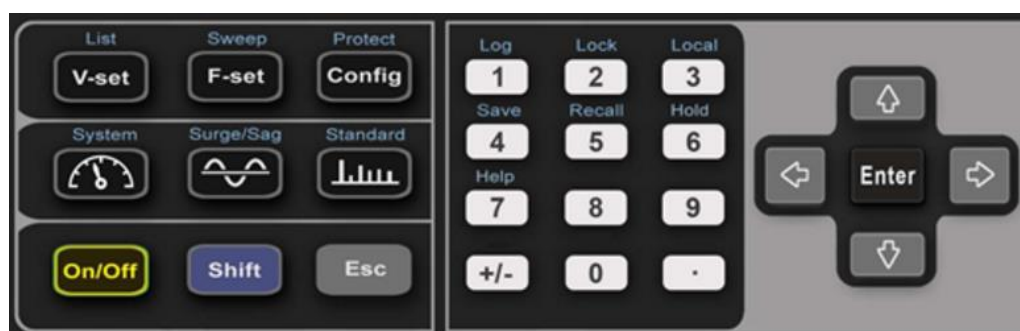 List Sweep Protect
V-set F-set Config
System Surge/Sag Standard
On/Off Shift Esc
Log Lock Local
1 2 3
Save Recall Hold
4 5 6
Help
7 8 9
+/- 0 .
Enter